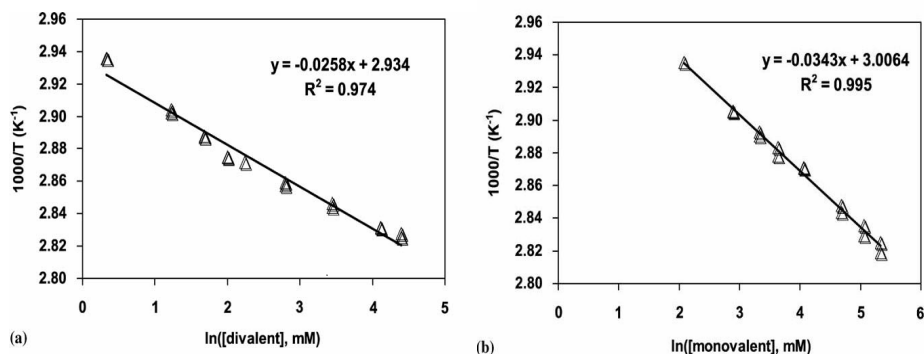 2.96
2.94
2.92
2.90
2.88
2.86
2.84
2.82
2.80
1000/T (K⁻¹)
y = -0.0258x + 2.934
R² = 0.974
0 1 2 3 4 5
ln([divalent], mM)
(a)
2.96
2.94
2.92
2.90
2.88
2.86
2.84
2.82
2.80
1000/T (K⁻¹)
y = -0.0343x + 3.0064
R² = 0.995
0 1 2 3 4 5 6
ln([monovalent], mM)
(b)